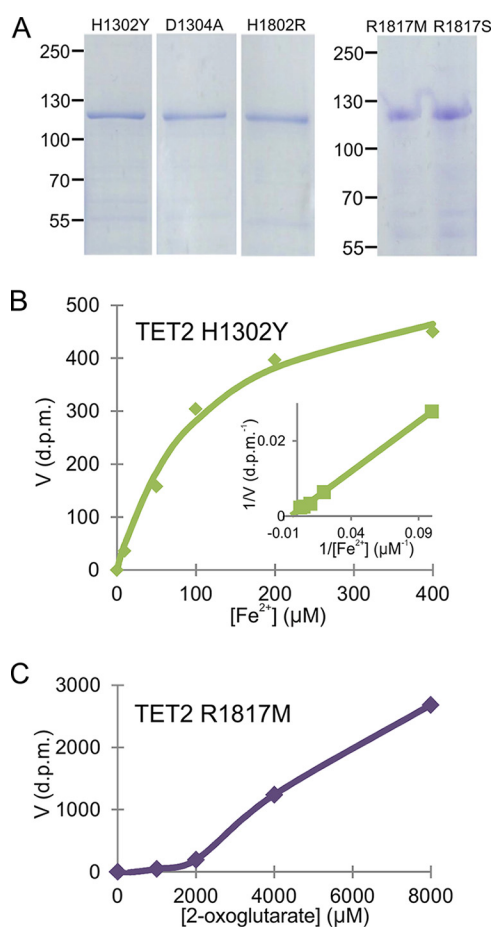 A
H1302Y D1304A H1802R R1817M R1817S
250 250
130 130
100 100
70 70
55 55
B
TET2 H1302Y
500
400
300
200
100
0
V (d.p.m.)
0 100 200 300 400
[Fe²⁺] (µM)
1/V (d.p.m.⁻¹)
0.02
-0.01 0.04 0.09
1/[Fe²⁺] (µM⁻¹)
C
TET2 R1817M
3000
2000
1000
0
V (d.p.m.)
0 2000 4000 6000 8000
[2-oxoglutarate] (µM)